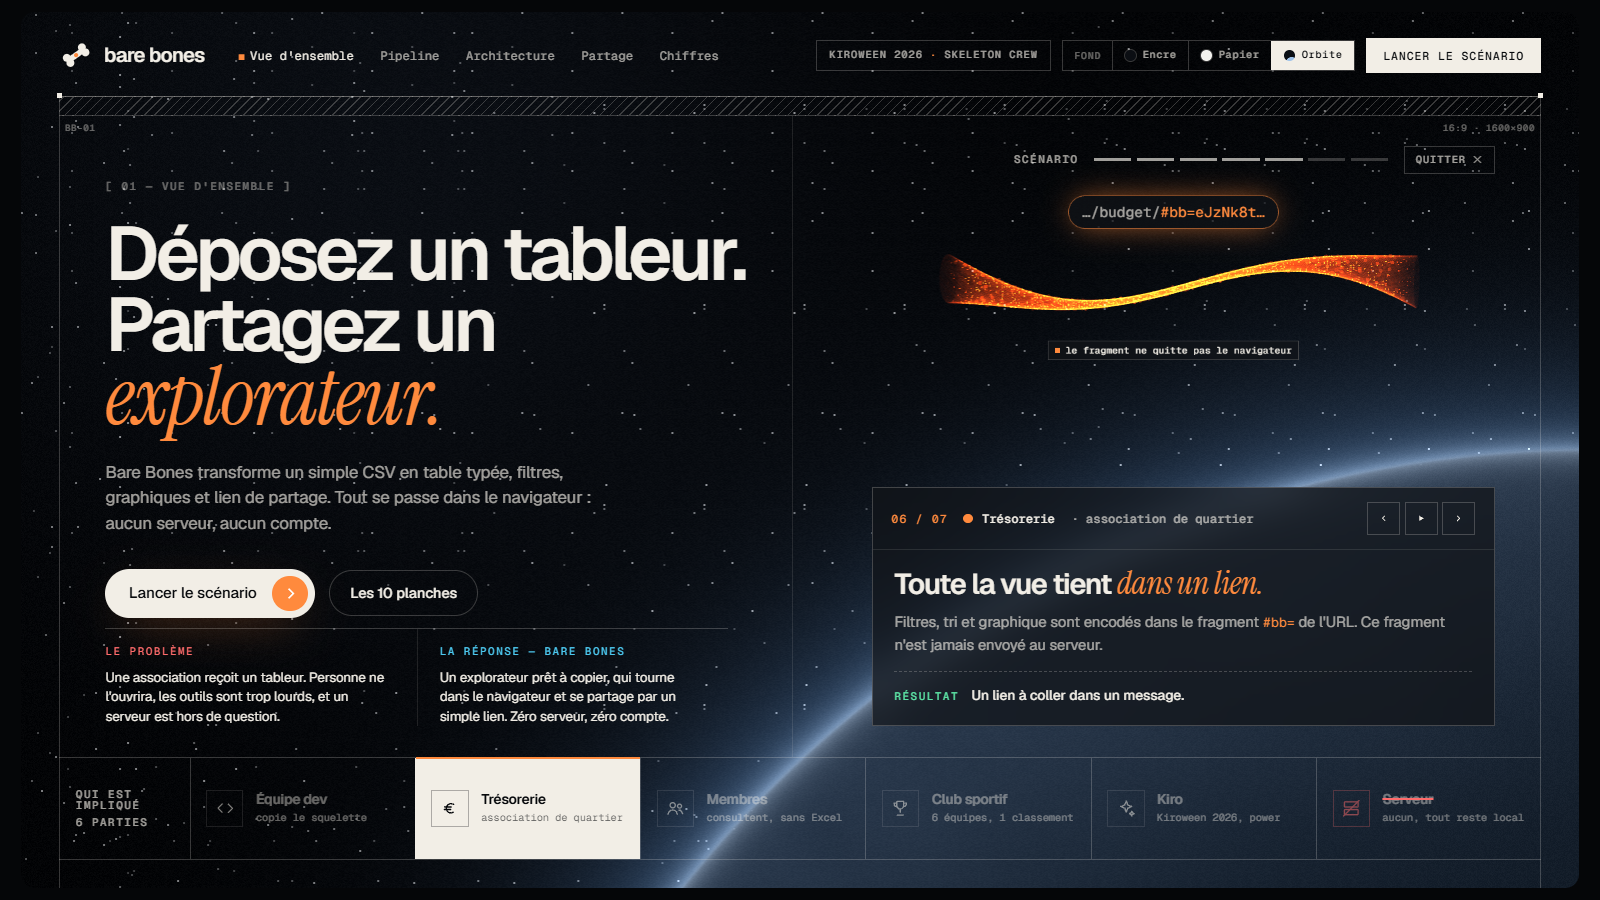 bare bones
Vue d'ensemble
Pipeline
Architecture
Partage
Chiffres
KIROWEEN 2026 · SKELETON CREW
FOND
Encre
Papier
Orbite
LANCER LE SCÉNARIO
BB-01
16:9 · 1600×900
[ 01 — VUE D'ENSEMBLE ]
Déposez un tableur.
Partagez un
explorateur.
Bare Bones transforme un simple CSV en table typée, filtres,
graphiques et lien de partage. Tout se passe dans le navigateur :
aucun serveur, aucun compte.
Lancer le scénario
Les 10 planches
LE PROBLÈME
Une association reçoit un tableur. Personne ne
l'ouvrira, les outils sont trop lourds, et un
serveur est hors de question.
LA RÉPONSE — BARE BONES
Un explorateur prêt à copier, qui tourne
dans le navigateur et se partage par un
simple lien. Zéro serveur, zéro compte.
SCÉNARIO
QUITTER ×
…/budget/#bb=eJzNk8t…
le fragment ne quitte pas le navigateur
06 / 07
Trésorerie
· association de quartier
Toute la vue tient dans un lien.
Filtres, tri et graphique sont encodés dans le fragment #bb= de l'URL. Ce fragment
n'est jamais envoyé au serveur.
RÉSULTAT
Un lien à coller dans un message.
QUI EST
IMPLIQUÉ
6 PARTIES
Équipe dev
copie le squelette
€
Trésorerie
association de quartier
Membres
consultent, sans Excel
Club sportif
6 équipes, 1 classement
Kiro
Kiroween 2026, power
Serveur
aucun, tout reste local